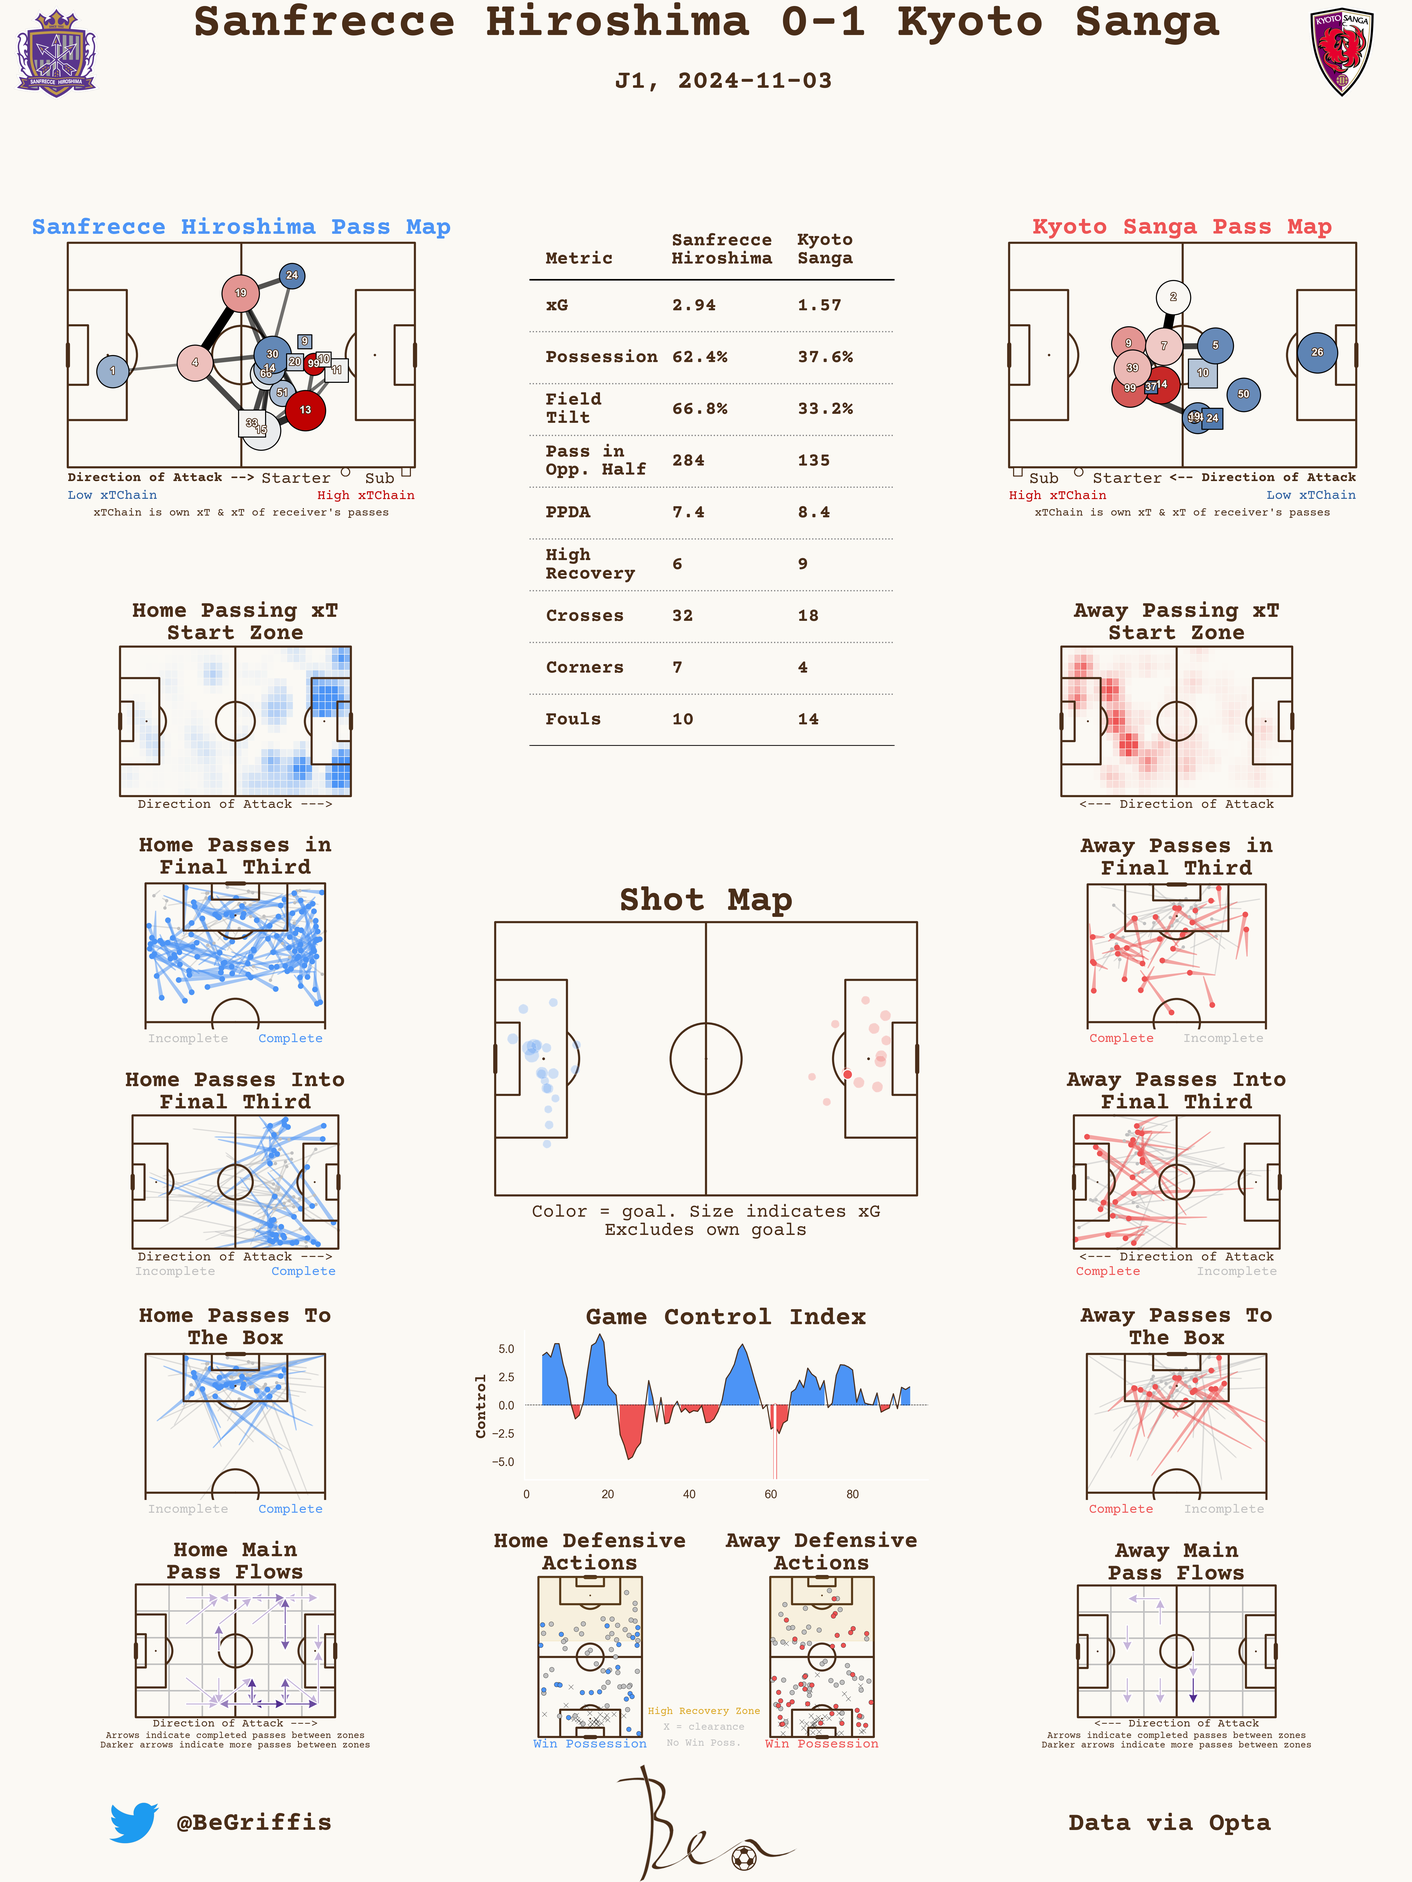 Sanfrecce Hiroshima 0-1 Kyoto Sanga
J1, 2024-11-03
SANFRECCE HIROSHIMA
KYOTO SANGA
Sanfrecce Hiroshima Pass Map
1
4
19
24
30
14
66
51
9
20
99
10
11
13
33
15
Direction of Attack --> Starter Sub
Low xTChain High xTChain
xTChain is own xT & xT of receiver's passes
Metric Sanfrecce Hiroshima Kyoto Sanga
xG 2.94 1.57
Possession 62.4% 37.6%
Field Tilt 66.8% 33.2%
Pass in Opp. Half 284 135
PPDA 7.4 8.4
High Recovery 6 9
Crosses 32 18
Corners 7 4
Fouls 10 14
Kyoto Sanga Pass Map
2
9
7
5
26
39
10
99
37
14
50
19
24
Sub Starter <-- Direction of Attack
High xTChain Low xTChain
xTChain is own xT & xT of receiver's passes
Home Passing xT
Start Zone
Direction of Attack --->
Away Passing xT
Start Zone
<--- Direction of Attack
Home Passes in
Final Third
Incomplete Complete
Away Passes in
Final Third
Complete Incomplete
Shot Map
Color = goal. Size indicates xG
Excludes own goals
Home Passes Into
Final Third
Direction of Attack --->
Incomplete Complete
Away Passes Into
Final Third
<--- Direction of Attack
Complete Incomplete
Home Passes To
The Box
Incomplete Complete
Game Control Index
Control
5.0
2.5
0.0
−2.5
−5.0
0 20 40 60 80
Away Passes To
The Box
Complete Incomplete
Home Main
Pass Flows
Direction of Attack --->
Arrows indicate completed passes between zones
Darker arrows indicate more passes between zones
Home Defensive
Actions
Win Possession
Away Defensive
Actions
Win Possession
High Recovery Zone
X = clearance
No Win Poss.
Away Main
Pass Flows
<--- Direction of Attack
Arrows indicate completed passes between zones
Darker arrows indicate more passes between zones
@BeGriffis
Ben
Data via Opta